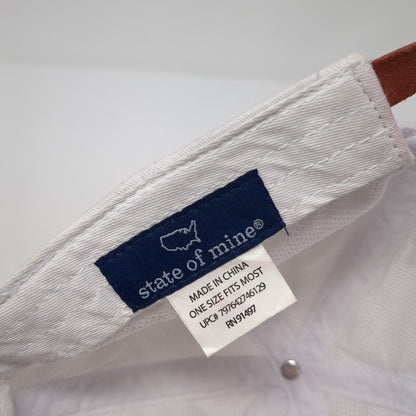 state of mine®
MADE IN CHINA
ONE SIZE FITS MOST
UPC# 797642746129
RN 91497